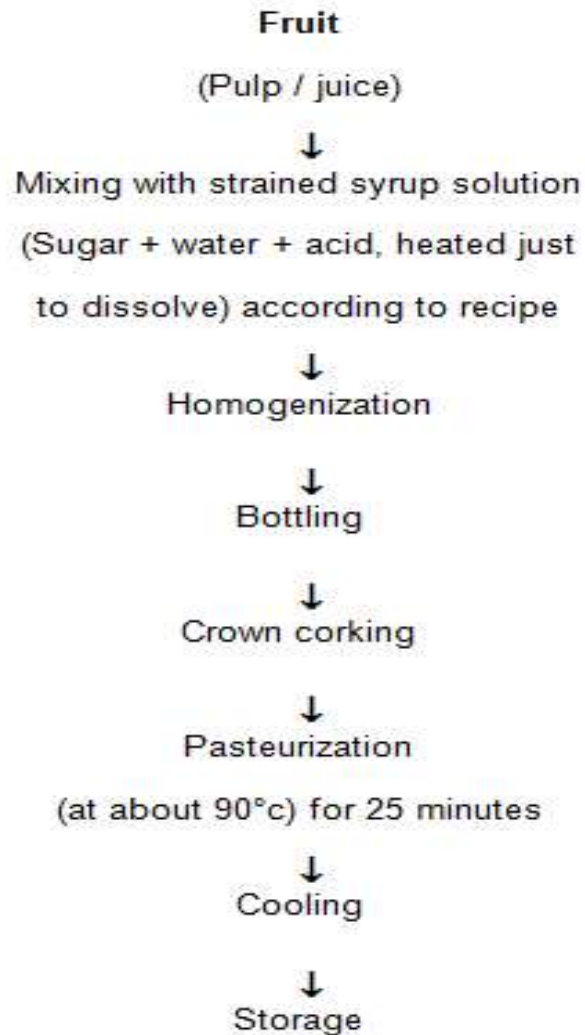 Fruit
(Pulp / juice)
↓
Mixing with strained syrup solution
(Sugar + water + acid, heated just
to dissolve) according to recipe
↓
Homogenization
↓
Bottling
↓
Crown corking
↓
Pasteurization
(at about 90°c) for 25 minutes
↓
Cooling
↓
Storage